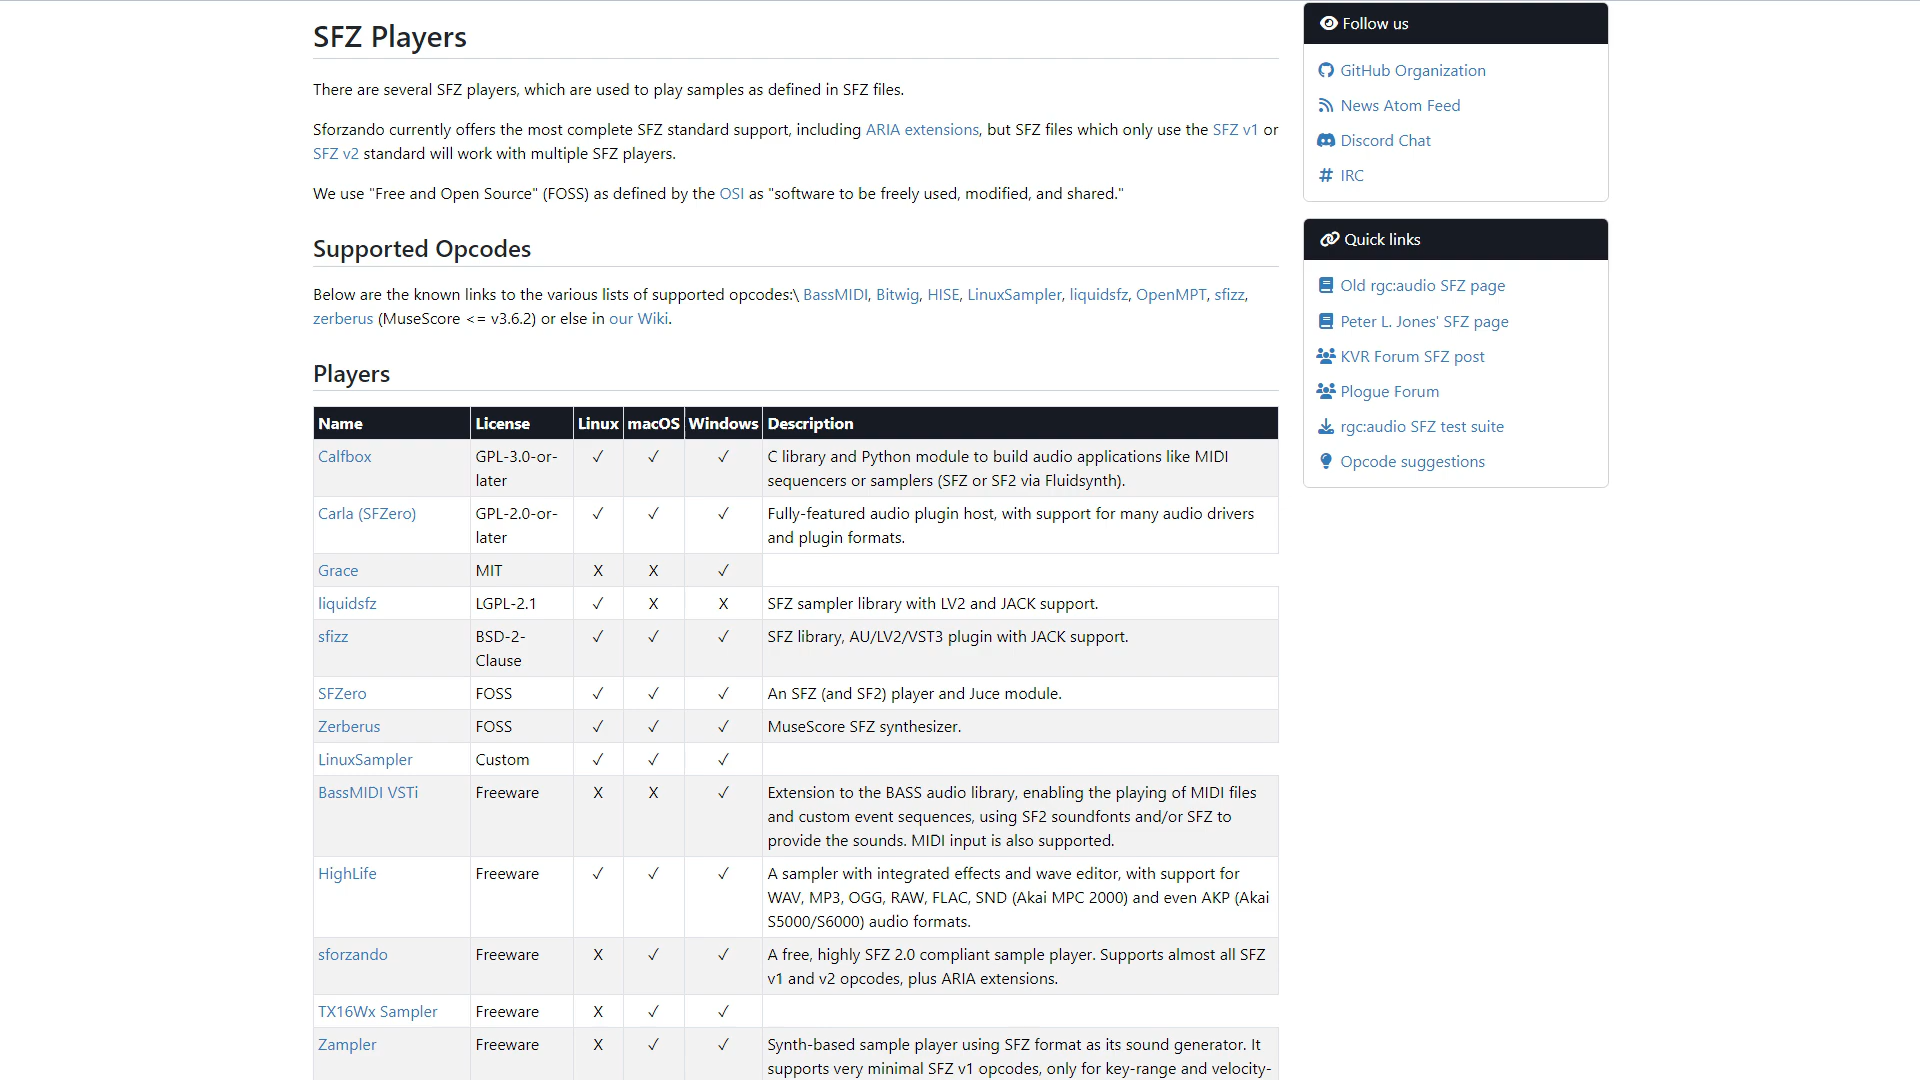 SFZ Players
There are several SFZ players, which are used to play samples as defined in SFZ files.
Sforzando currently offers the most complete SFZ standard support, including ARIA extensions, but SFZ files which only use the SFZ v1 or
SFZ v2 standard will work with multiple SFZ players.
We use "Free and Open Source" (FOSS) as defined by the OSI as "software to be freely used, modified, and shared."
Supported Opcodes
Below are the known links to the various lists of supported opcodes:\ BassMIDI, Bitwig, HISE, LinuxSampler, liquidsfz, OpenMPT, sfizz,
zerberus (MuseScore <= v3.6.2) or else in our Wiki.
Players
Name License Linux macOS Windows Description
Calfbox GPL-3.0-or- ✓ ✓ ✓ C library and Python module to build audio applications like MIDI
later sequencers or samplers (SFZ or SF2 via Fluidsynth).
Carla (SFZero) GPL-2.0-or- ✓ ✓ ✓ Fully-featured audio plugin host, with support for many audio drivers
later and plugin formats.
Grace MIT X X ✓
liquidsfz LGPL-2.1 ✓ X X SFZ sampler library with LV2 and JACK support.
sfizz BSD-2- ✓ ✓ ✓ SFZ library, AU/LV2/VST3 plugin with JACK support.
Clause
SFZero FOSS ✓ ✓ ✓ An SFZ (and SF2) player and Juce module.
Zerberus FOSS ✓ ✓ ✓ MuseScore SFZ synthesizer.
LinuxSampler Custom ✓ ✓ ✓
BassMIDI VSTi Freeware X X ✓ Extension to the BASS audio library, enabling the playing of MIDI files
and custom event sequences, using SF2 soundfonts and/or SFZ to
provide the sounds. MIDI input is also supported.
HighLife Freeware ✓ ✓ ✓ A sampler with integrated effects and wave editor, with support for
WAV, MP3, OGG, RAW, FLAC, SND (Akai MPC 2000) and even AKP (Akai
S5000/S6000) audio formats.
sforzando Freeware X ✓ ✓ A free, highly SFZ 2.0 compliant sample player. Supports almost all SFZ
v1 and v2 opcodes, plus ARIA extensions.
TX16Wx Sampler Freeware X ✓ ✓
Zampler Freeware X ✓ ✓ Synth-based sample player using SFZ format as its sound generator. It
supports very minimal SFZ v1 opcodes, only for key-range and velocity-
Follow us
GitHub Organization
News Atom Feed
Discord Chat
IRC
Quick links
Old rgc:audio SFZ page
Peter L. Jones' SFZ page
KVR Forum SFZ post
Plogue Forum
rgc:audio SFZ test suite
Opcode suggestions